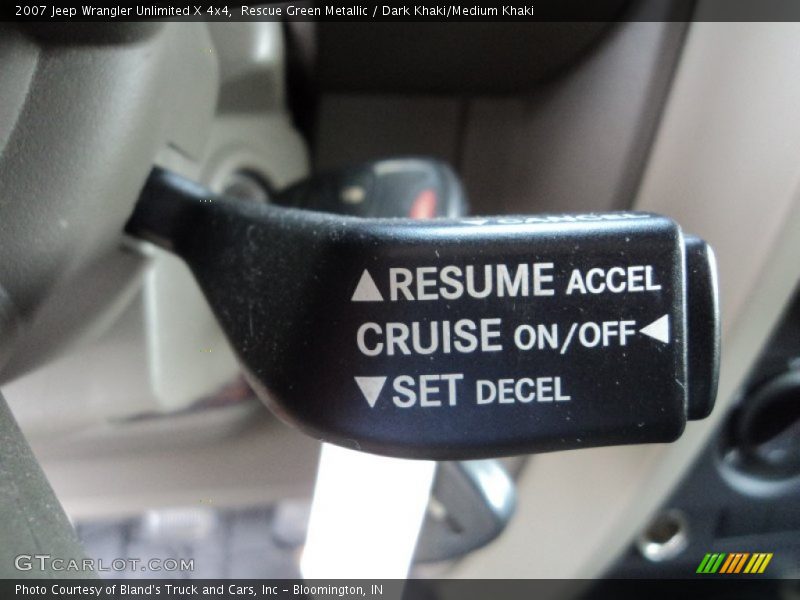 2007 Jeep Wrangler Unlimited X 4x4,  Rescue Green Metallic / Dark Khaki/Medium Khaki
CANCEL
▲RESUME ACCEL
CRUISE ON/OFF◀
▼SET DECEL
GTCARLOT.COM
Photo Courtesy of Bland's Truck and Cars, Inc - Bloomington, IN